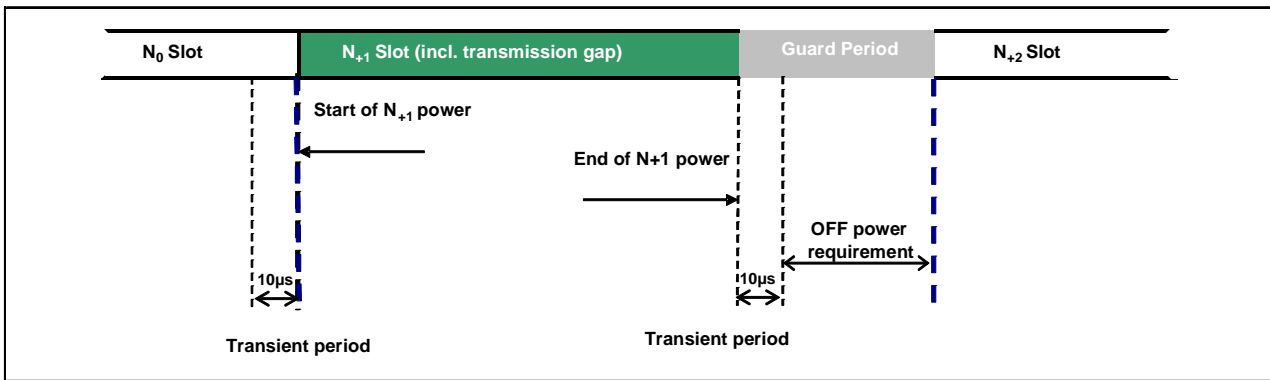 N₀ Slot
N₊₁ Slot (incl. transmission gap)
Guard Period
N₊₂ Slot
Start of N₊₁ power
End of N+1 power
OFF power
requirement
10µs
10µs
Transient period
Transient period